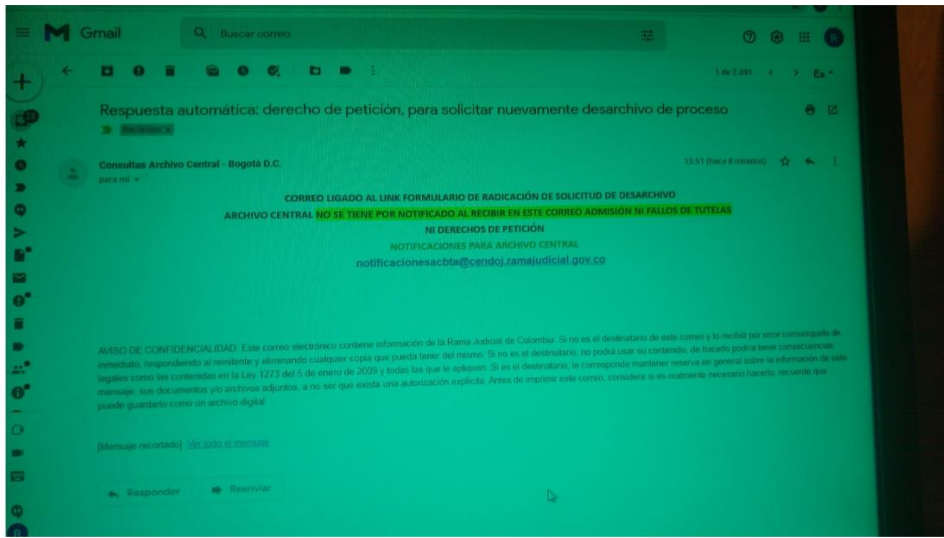 Gmail
Buscar correo
1 de 2.391
Es
Respuesta automática: derecho de petición, para solicitar nuevamente desarchivo de proceso
Recibidos x
Consultas Archivo Central - Bogotá D.C.
15:51 (hace 8 minutos)
para mí
CORREO LIGADO AL LINK FORMULARIO DE RADICACIÓN DE SOLICITUD DE DESARCHIVO
ARCHIVO CENTRAL NO SE TIENE POR NOTIFICADO AL RECIBIR EN ESTE CORREO ADMISIÓN NI FALLOS DE TUTELAS
NI DERECHOS DE PETICIÓN
NOTIFICACIONES PARA ARCHIVO CENTRAL
notificacionesacbta@cendoj.ramajudicial.gov.co
AVISO DE CONFIDENCIALIDAD: Este correo electrónico contiene información de la Rama Judicial de Colombia. Si no es el destinatario de este correo y lo recibió por error comuníquelo de
inmediato, respondiendo al remitente y eliminando cualquier copia que pueda tener del mismo. Si no es el destinatario, no podrá usar su contenido, de hacerlo podría tener consecuencias
legales como las contenidas en la Ley 1273 del 5 de enero de 2009 y todas las que le apliquen. Si es el destinatario, le corresponde mantener reserva en general sobre la información de este
mensaje, sus documentos y/o archivos adjuntos, a no ser que exista una autorización explícita. Antes de imprimir este correo, considere si es realmente necesario hacerlo, recuerde que
puede guardarlo como un archivo digital.
[Mensaje recortado] Ver todo el mensaje
Responder
Reenviar